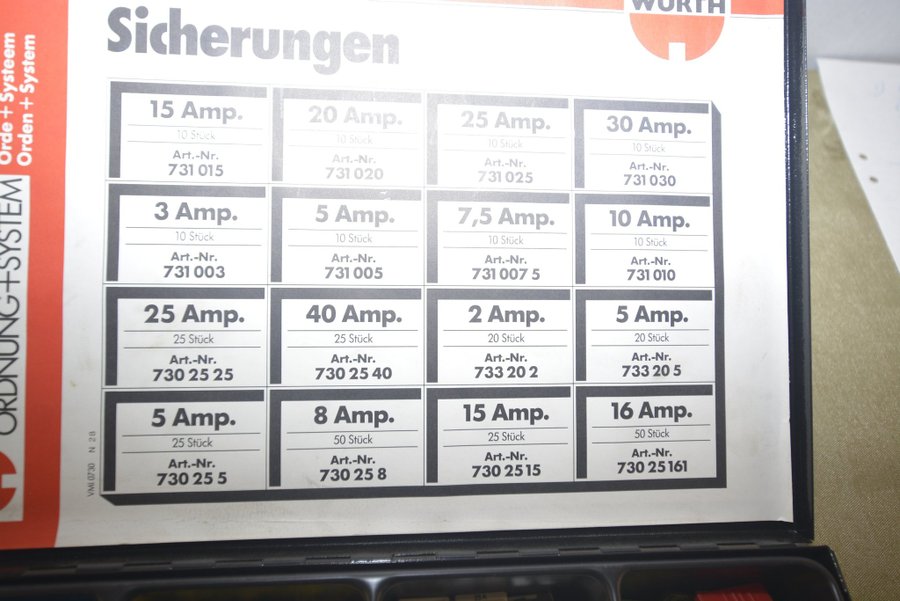 WÜRTH
Sicherungen
15 Amp.
10 Stück
Art.-Nr.
731 015
20 Amp.
10 Stück
Art.-Nr.
731 020
25 Amp.
10 Stück
Art.-Nr.
731 025
30 Amp.
10 Stück
Art.-Nr.
731 030
3 Amp.
10 Stück
Art.-Nr.
731 003
5 Amp.
10 Stück
Art.-Nr.
731 005
7,5 Amp.
10 Stück
Art.-Nr.
731 007 5
10 Amp.
10 Stück
Art.-Nr.
731 010
25 Amp.
25 Stück
Art.-Nr.
730 25 25
40 Amp.
25 Stück
Art.-Nr.
730 25 40
2 Amp.
20 Stück
Art.-Nr.
733 20 2
5 Amp.
20 Stück
Art.-Nr.
733 20 5
5 Amp.
25 Stück
Art.-Nr.
730 25 5
8 Amp.
50 Stück
Art.-Nr.
730 25 8
15 Amp.
25 Stück
Art.-Nr.
730 25 15
16 Amp.
50 Stück
Art.-Nr.
730 25 161
ORDNUNG+SYSTEM
Orde + Systeem
Orden + System
VMI 0730 N 28